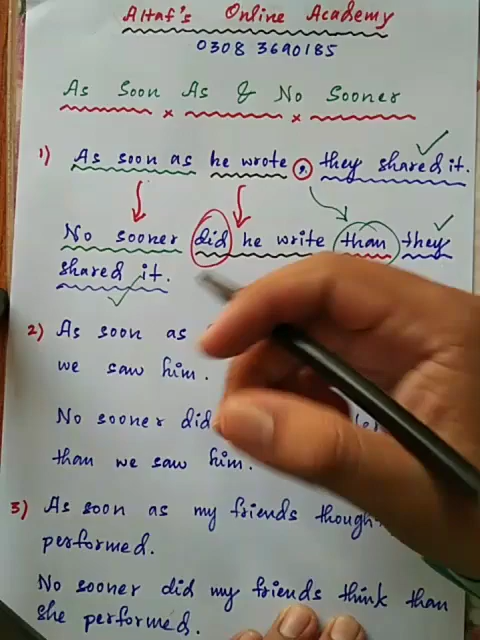 Altaf's Online Academy
0308 3690185
As Soon As & No Sooner
1) As soon as he wrote, they shared it.
No sooner did he write than they
shared it.
2) As soon as
we saw him.
No sooner did
than we saw him.
3) As soon as my friends
performed.
No sooner did my friends think than
she performed.